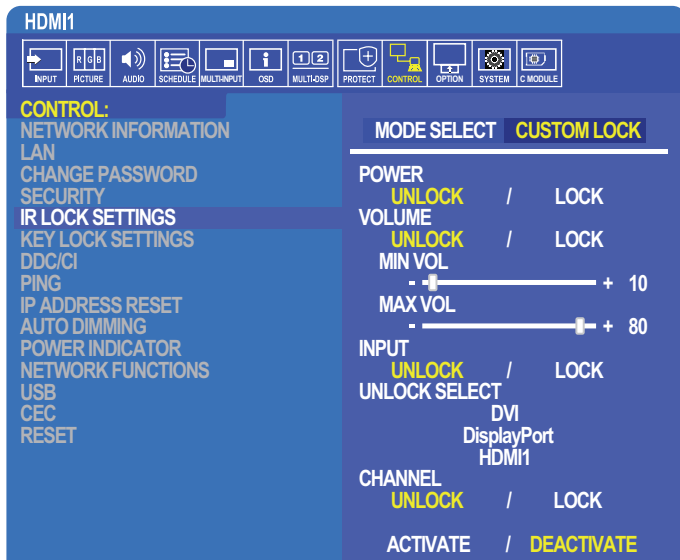 HDMI1
INPUT PICTURE AUDIO SCHEDULE MULTI-INPUT OSD MULTI-DSP PROTECT CONTROL OPTION SYSTEM C MODULE
R G B
1 2
CONTROL:
NETWORK INFORMATION
LAN
CHANGE PASSWORD
SECURITY
IR LOCK SETTINGS
KEY LOCK SETTINGS
DDC/CI
PING
IP ADDRESS RESET
AUTO DIMMING
POWER INDICATOR
NETWORK FUNCTIONS
USB
CEC
RESET
MODE SELECT CUSTOM LOCK
POWER
UNLOCK / LOCK
VOLUME
UNLOCK / LOCK
MIN VOL
- + 10
MAX VOL
- + 80
INPUT
UNLOCK / LOCK
UNLOCK SELECT
DVI
DisplayPort
HDMI1
CHANNEL
UNLOCK / LOCK
ACTIVATE / DEACTIVATE